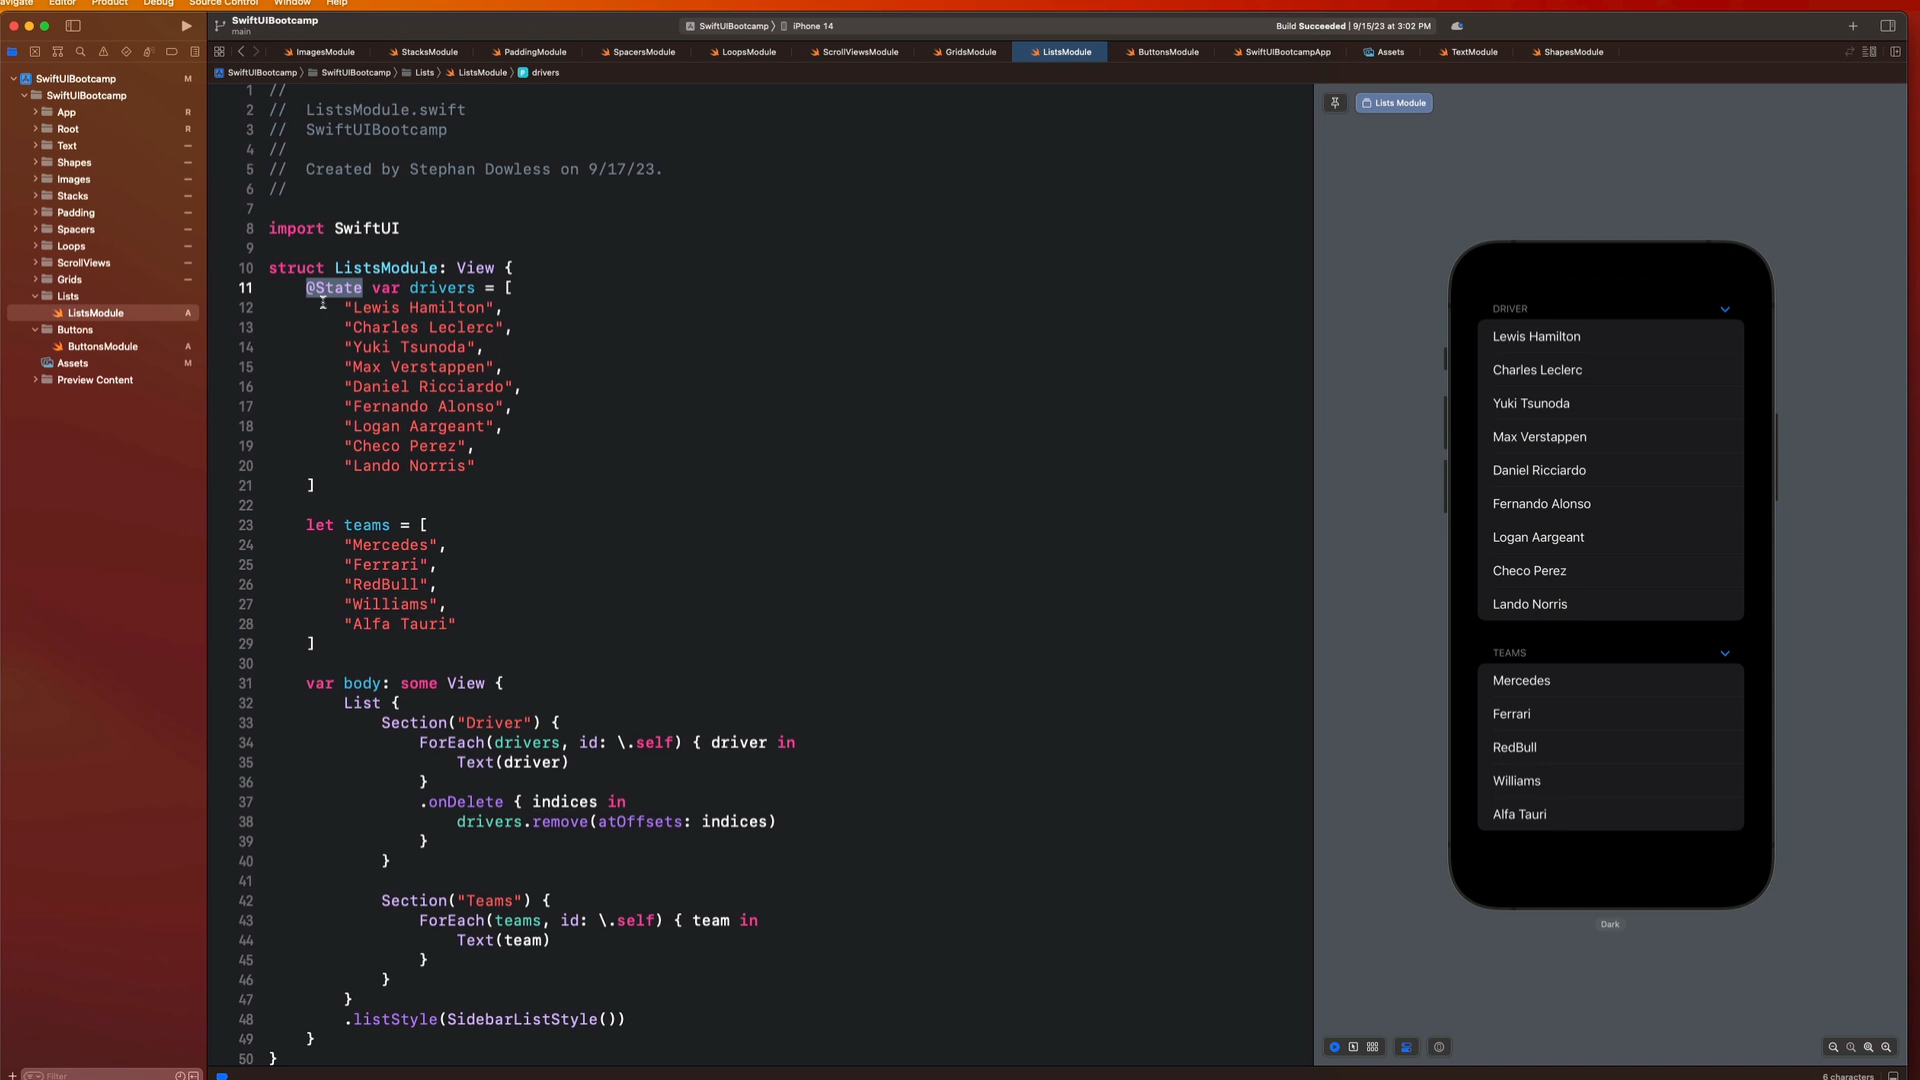 Editor Product Debug Source Control Window Help
SwiftUIBootcamp
main
SwiftUIBootcamp 〉 iPhone 14
Build Succeeded | 9/15/23 at 3:02 PM
ImagesModule StacksModule PaddingModule SpacersModule LoopsModule ScrollViewsModule GridsModule ListsModule ButtonsModule SwiftUIBootcampApp Assets TextModule ShapesModule
SwiftUIBootcamp 〉 SwiftUIBootcamp 〉 Lists 〉 ListsModule 〉 drivers
SwiftUIBootcamp M
SwiftUIBootcamp
App R
Root R
Text
Shapes
Images
Stacks
Padding
Spacers
Loops
ScrollViews
Grids
Lists
ListsModule A
Buttons
ButtonsModule A
Assets M
Preview Content
Filter
1 //
2 //  ListsModule.swift
3 //  SwiftUIBootcamp
4 //
5 //  Created by Stephan Dowless on 9/17/23.
6 //
7
8 import SwiftUI
9
10 struct ListsModule: View {
11     @State var drivers = [
12         "Lewis Hamilton",
13         "Charles Leclerc",
14         "Yuki Tsunoda",
15         "Max Verstappen",
16         "Daniel Ricciardo",
17         "Fernando Alonso",
18         "Logan Aargeant",
19         "Checo Perez",
20         "Lando Norris"
21     ]
22
23     let teams = [
24         "Mercedes",
25         "Ferrari",
26         "RedBull",
27         "Williams",
28         "Alfa Tauri"
29     ]
30
31     var body: some View {
32         List {
33             Section("Driver") {
34                 ForEach(drivers, id: \.self) { driver in
35                     Text(driver)
36                 }
37                 .onDelete { indices in
38                     drivers.remove(atOffsets: indices)
39                 }
40             }
41
42             Section("Teams") {
43                 ForEach(teams, id: \.self) { team in
44                     Text(team)
45                 }
46             }
47         }
48         .listStyle(SidebarListStyle())
49     }
50 }
Lists Module
DRIVER
Lewis Hamilton
Charles Leclerc
Yuki Tsunoda
Max Verstappen
Daniel Ricciardo
Fernando Alonso
Logan Aargeant
Checo Perez
Lando Norris
TEAMS
Mercedes
Ferrari
RedBull
Williams
Alfa Tauri
Dark
6 characters